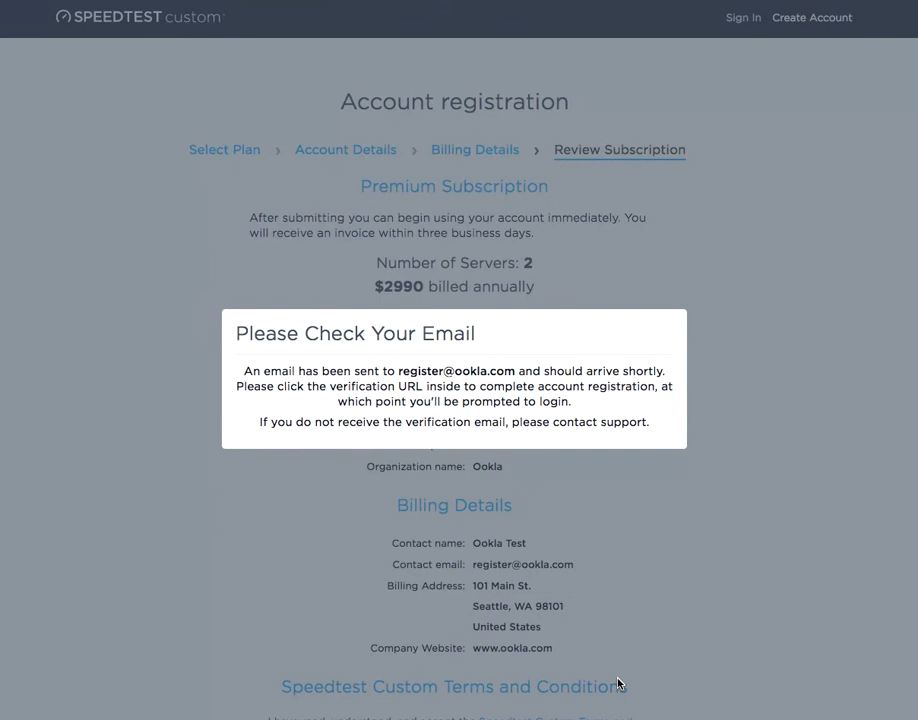 SPEEDTEST custom
Sign In Create Account
Account registration
Select Plan › Account Details › Billing Details › Review Subscription
Premium Subscription
After submitting you can begin using your account immediately. You
will receive an invoice within three business days.
Number of Servers: 2
$2990 billed annually
Please Check Your Email
An email has been sent to register@ookla.com and should arrive shortly.
Please click the verification URL inside to complete account registration, at
which point you'll be prompted to login.
If you do not receive the verification email, please contact support.
Organization name: Ookla
Billing Details
Contact name: Ookla Test
Contact email: register@ookla.com
Billing Address: 101 Main St.
Seattle, WA 98101
United States
Company Website: www.ookla.com
Speedtest Custom Terms and Conditions